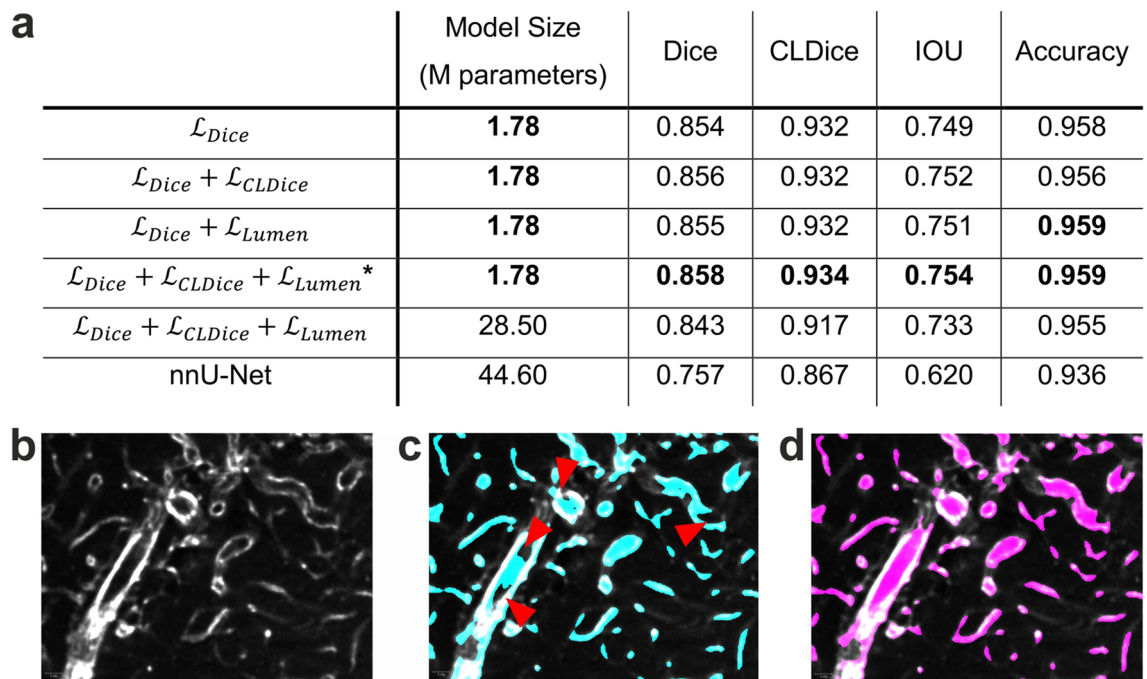 a
Model Size (M parameters) Dice CLDice IOU Accuracy
ℒDice 1.78 0.854 0.932 0.749 0.958
ℒDice + ℒCLDice 1.78 0.856 0.932 0.752 0.956
ℒDice + ℒLumen 1.78 0.855 0.932 0.751 0.959
ℒDice + ℒCLDice + ℒLumen* 1.78 0.858 0.934 0.754 0.959
ℒDice + ℒCLDice + ℒLumen 28.50 0.843 0.917 0.733 0.955
nnU-Net 44.60 0.757 0.867 0.620 0.936
b c d